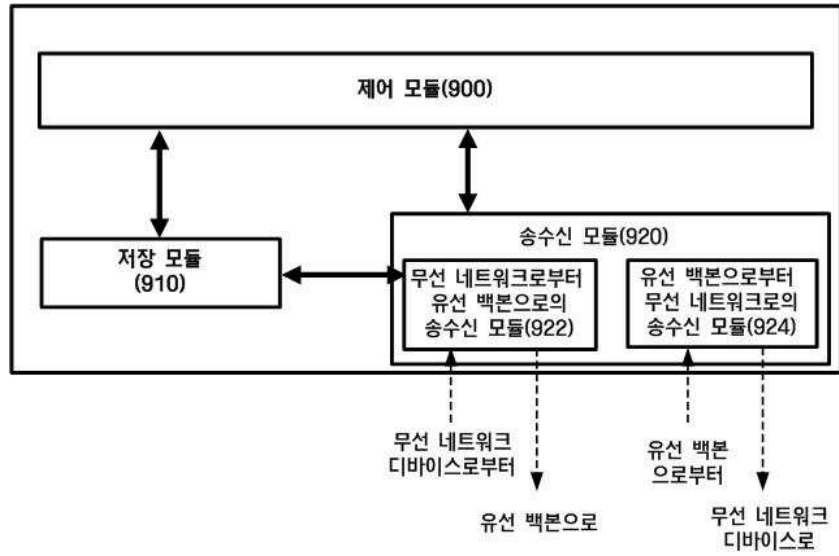 제어 모듈(900)
저장 모듈
(910)
송수신 모듈(920)
무선 네트워크로부터
유선 백본으로의
송수신 모듈(922)
유선 백본으로부터
무선 네트워크로의
송수신 모듈(924)
무선 네트워크
디바이스로부터
유선 백본으로
유선 백본
으로부터
무선 네트워크
디바이스로